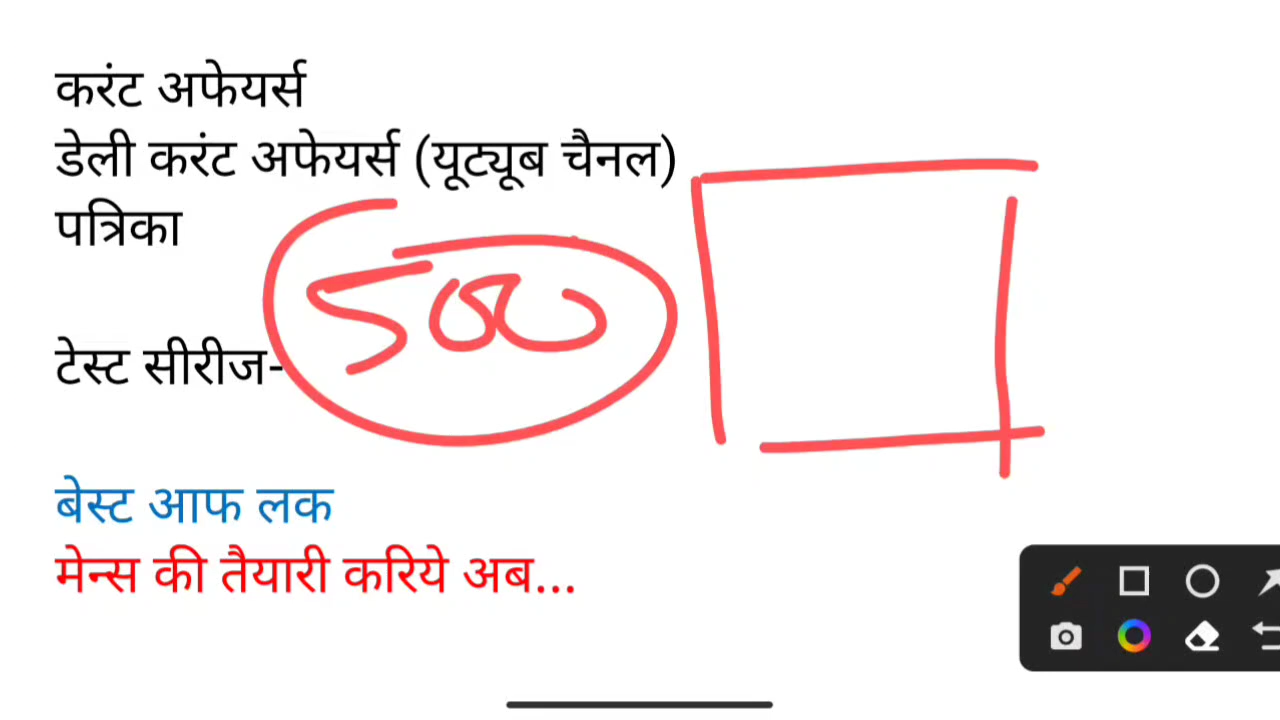 करंट अफेयर्स
डेली करंट अफेयर्स (यूट्यूब चैनल)
पत्रिका
500
टेस्ट सीरीज-
बेस्ट आफ लक
मेन्स की तैयारी करिये अब...